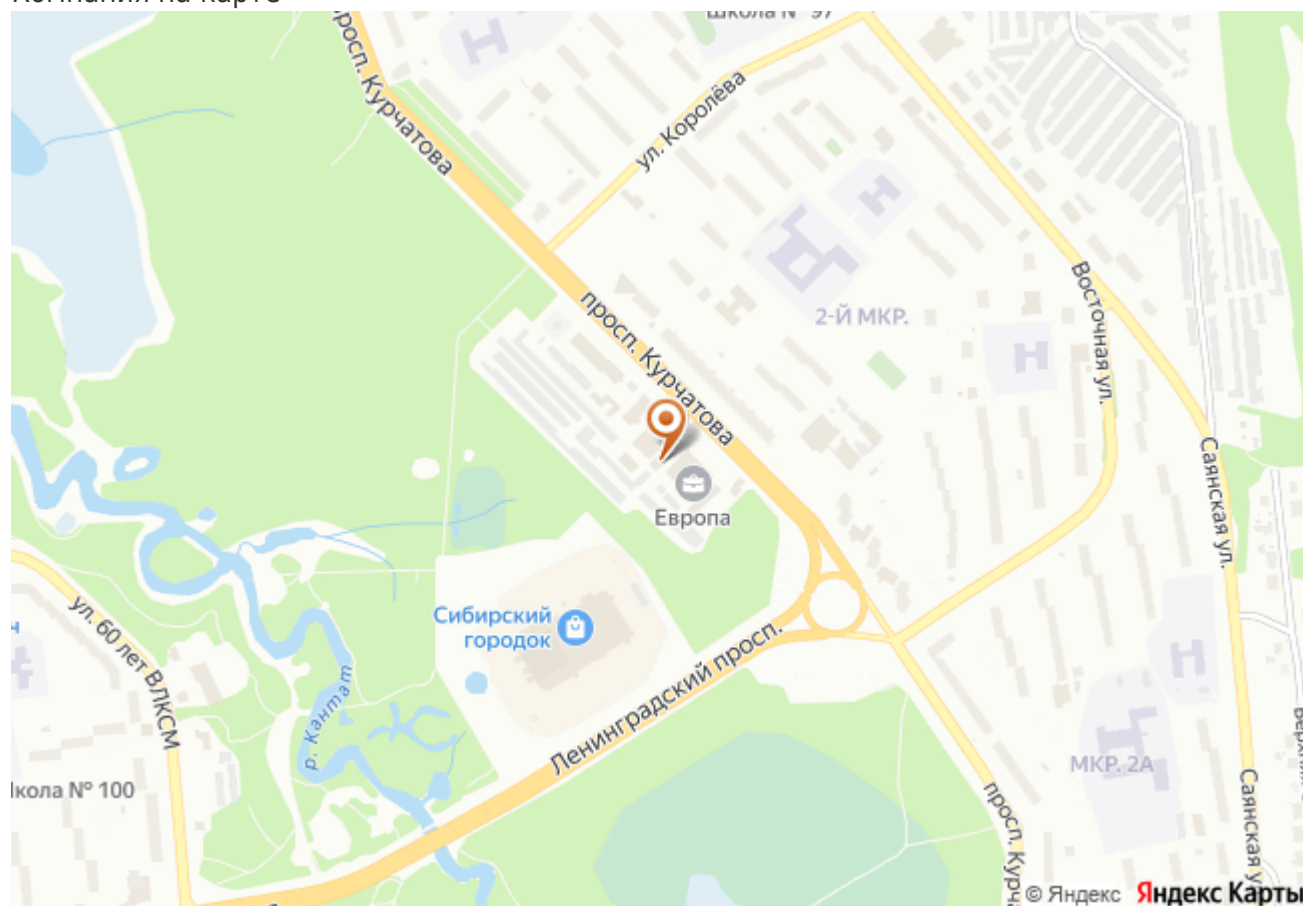 Компания на карте
Школа № 97
просп. Курчатова
ул. Королёва
2-Й МКР.
Восточная ул.
просп. Курчатова
Саянская ул.
Европа
Сибирский
городок
ул. 60 лет ВЛКСМ
р. Кантат
Ленинградский просп.
МКР. 2А
кола № 100
просп. Курч
Саянская ул
© Яндекс Яндекс Карты